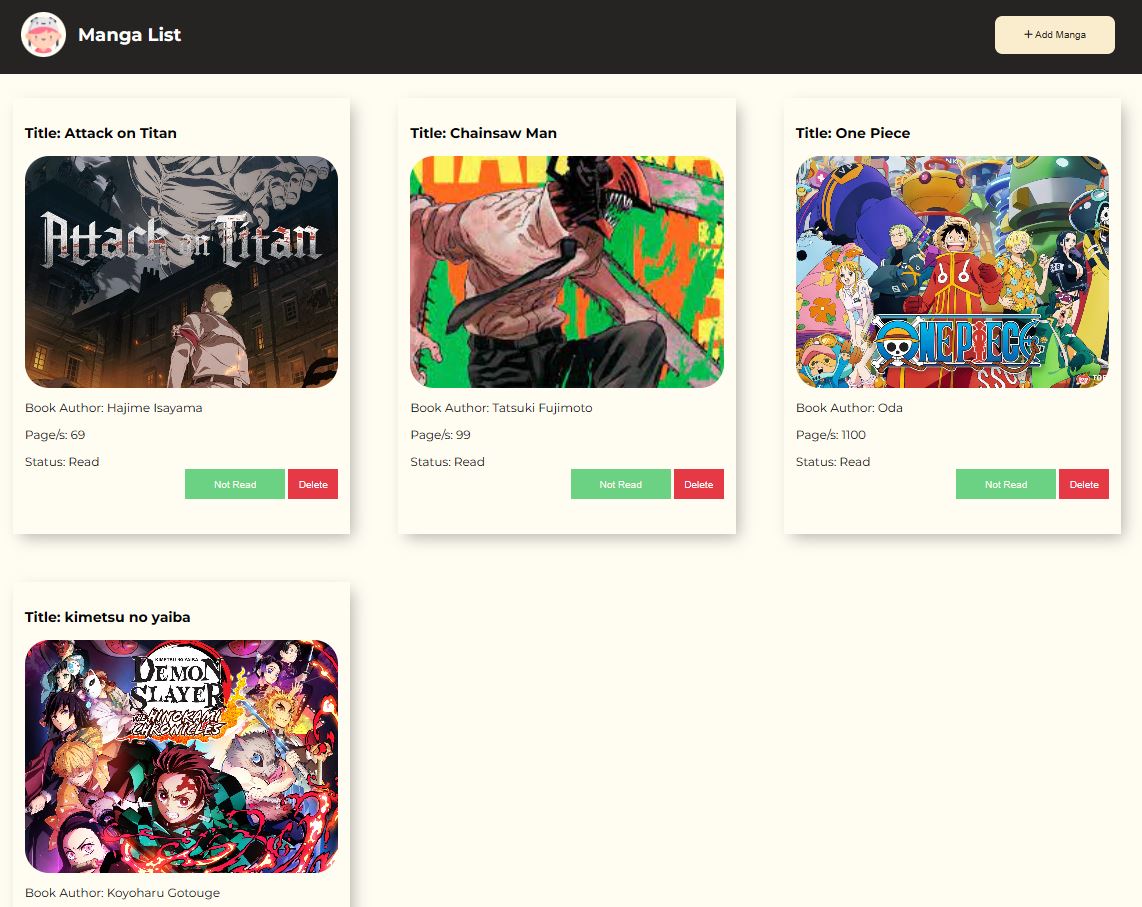 Manga List
+ Add Manga
Title: Attack on Titan
Attack on Titan
Book Author: Hajime Isayama
Page/s: 69
Status: Read
Not Read
Delete
Title: Chainsaw Man
Book Author: Tatsuki Fujimoto
Page/s: 99
Status: Read
Not Read
Delete
Title: One Piece
ONE PIECE
Book Author: Oda
Page/s: 1100
Status: Read
Not Read
Delete
Title: kimetsu no yaiba
KIMETSU NO YAIBA
DEMON
SLAYER
THE HINOKAMI
CHRONICLES
Book Author: Koyoharu Gotouge